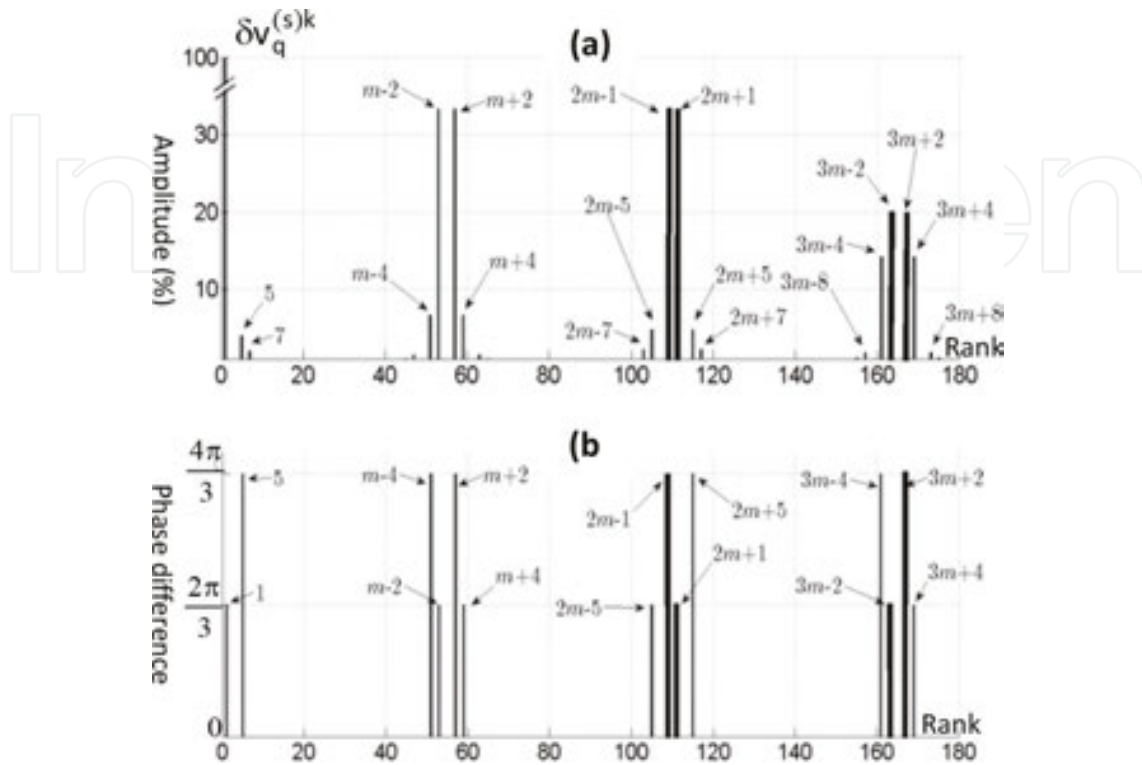 δv_q^(s)k
(a)
100
m-2
m+2
2m-1
2m+1
30
3m+2
3m-2
20
2m-5
3m+4
3m-4
m-4
m+4
10
5
2m+5
3m-8
7
2m-7
2m+7
3m+8
Rank
Amplitude (%)
0 20 40 60 80 100 120 140 160 180
(b
4π
3
5
m-4
m+2
3m-4
3m+2
2m-1
2m+5
2m+1
2π
3
1
m-2
m+4
2m-5
3m-2
3m+4
Phase difference
0
Rank
0 20 40 60 80 100 120 140 160 180